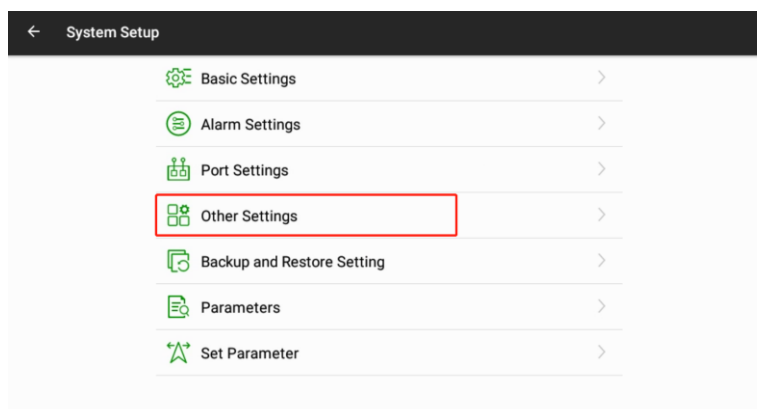 System Setup
Basic Settings
Alarm Settings
Port Settings
Other Settings
Backup and Restore Setting
Parameters
Set Parameter